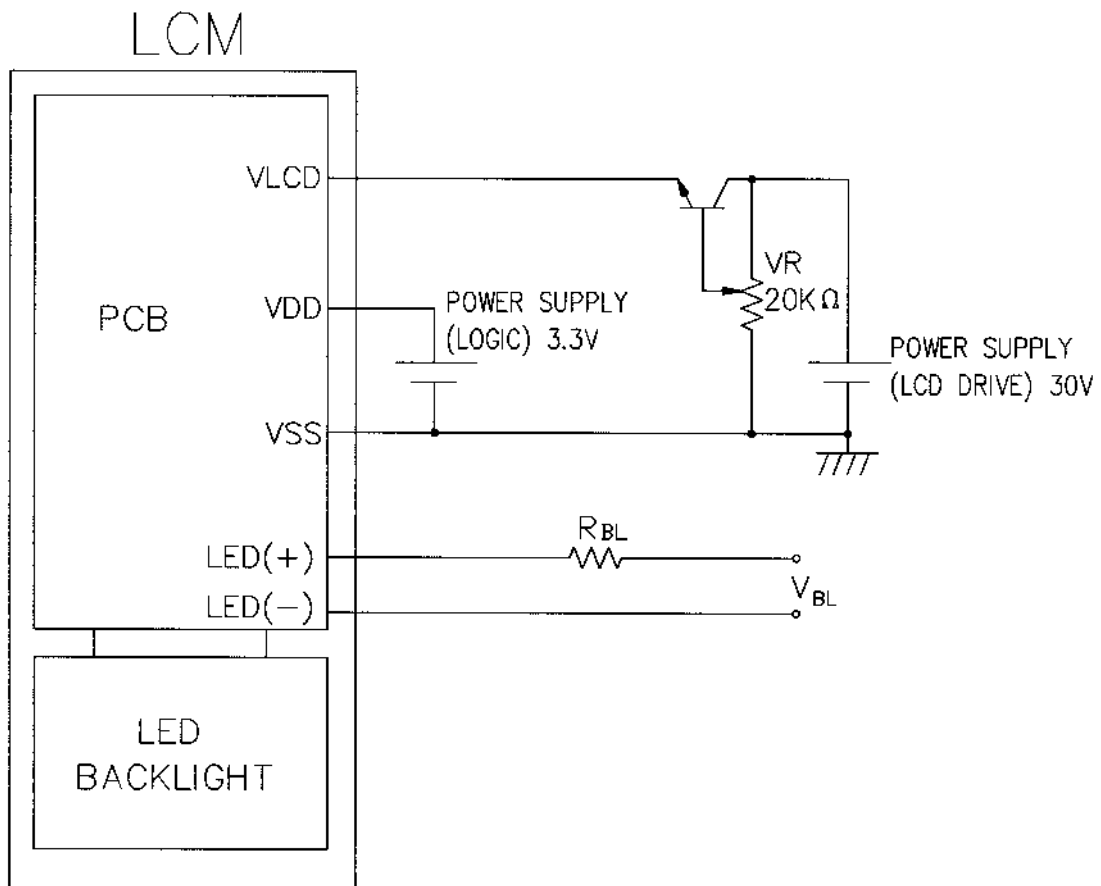 LCM
VLCD
VR
20KΩ
PCB
VDD
POWER SUPPLY
(LOGIC) 3.3V
POWER SUPPLY
(LCD DRIVE) 30V
VSS
RBL
LED(+)
VBL
LED(-)
LED
BACKLIGHT